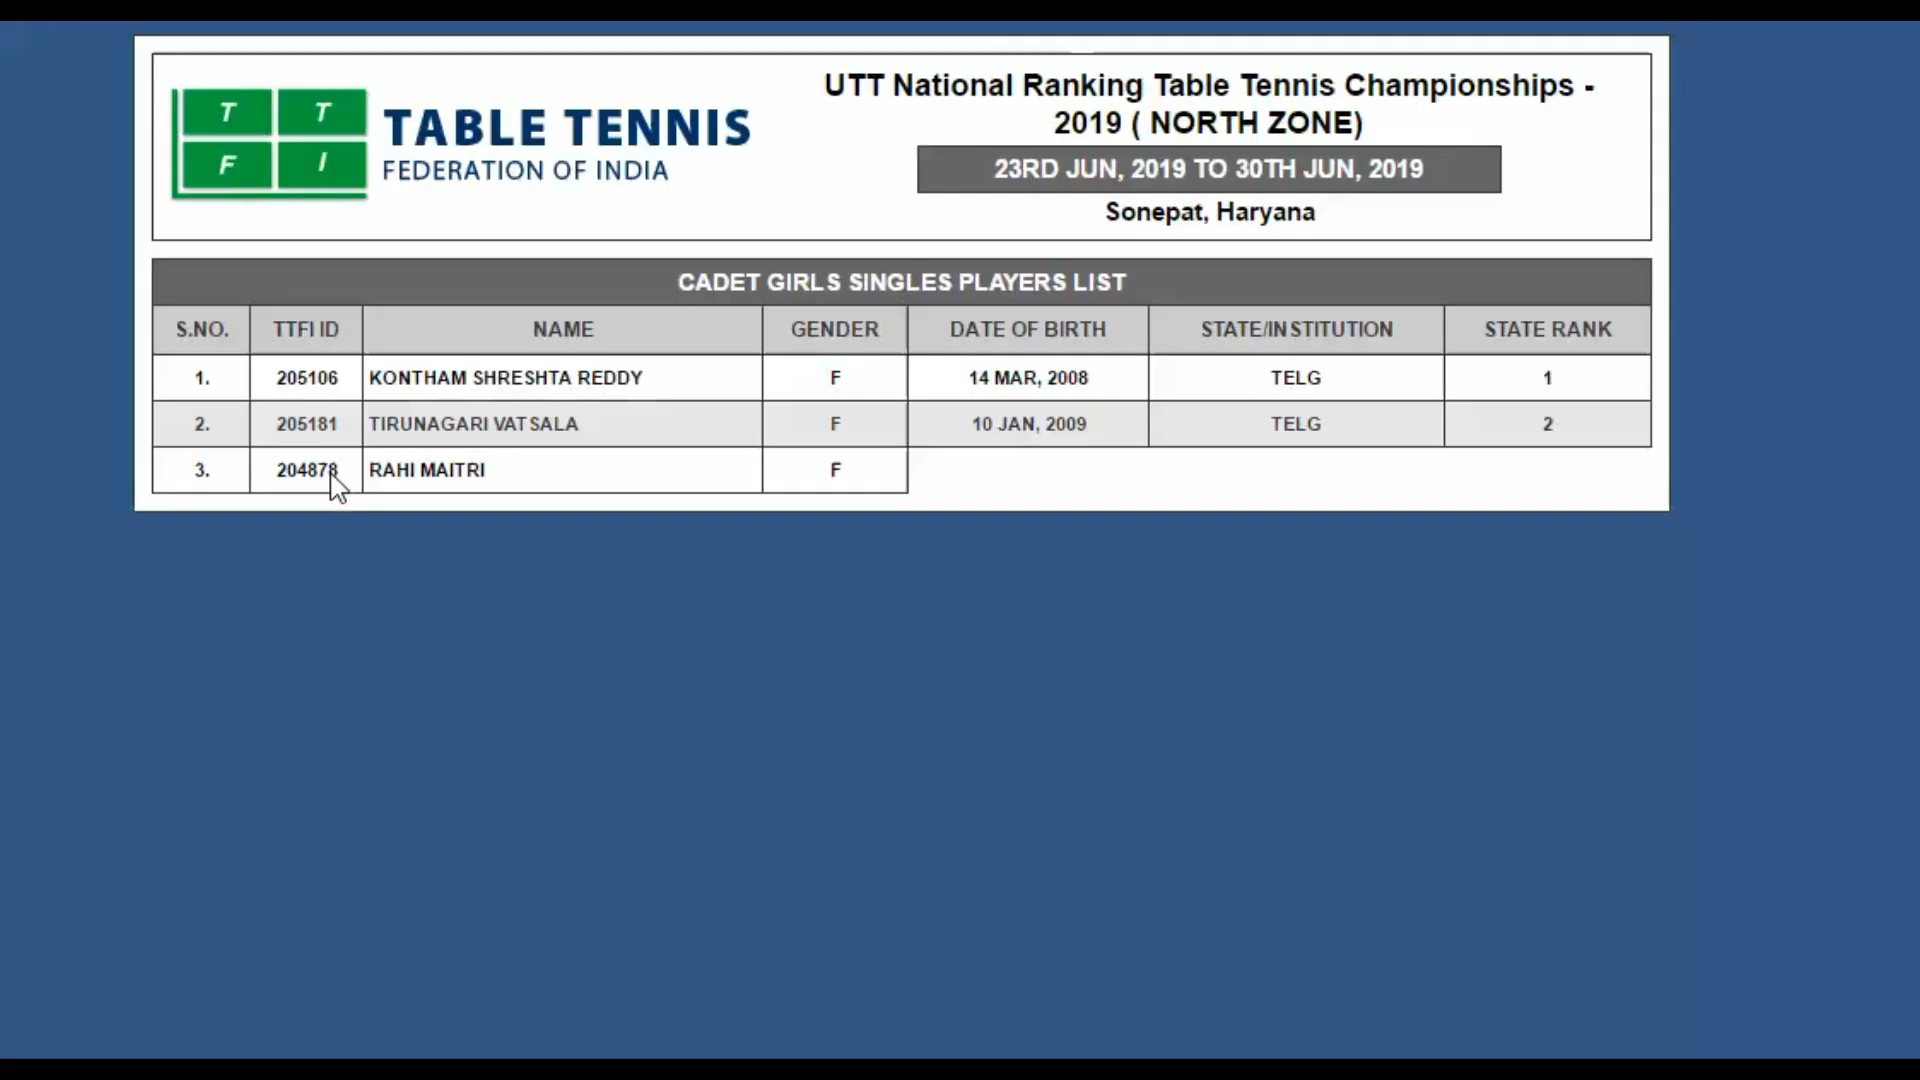 T T
F I
TABLE TENNIS
FEDERATION OF INDIA
UTT National Ranking Table Tennis Championships -
2019 ( NORTH ZONE)
23RD JUN, 2019 TO 30TH JUN, 2019
Sonepat, Haryana
CADET GIRLS SINGLES PLAYERS LIST
S.NO. TTFI ID NAME GENDER DATE OF BIRTH STATE/INSTITUTION STATE RANK
1. 205106 KONTHAM SHRESHTA REDDY F 14 MAR, 2008 TELG 1
2. 205181 TIRUNAGARI VATSALA F 10 JAN, 2009 TELG 2
3. 204878 RAHI MAITRI F